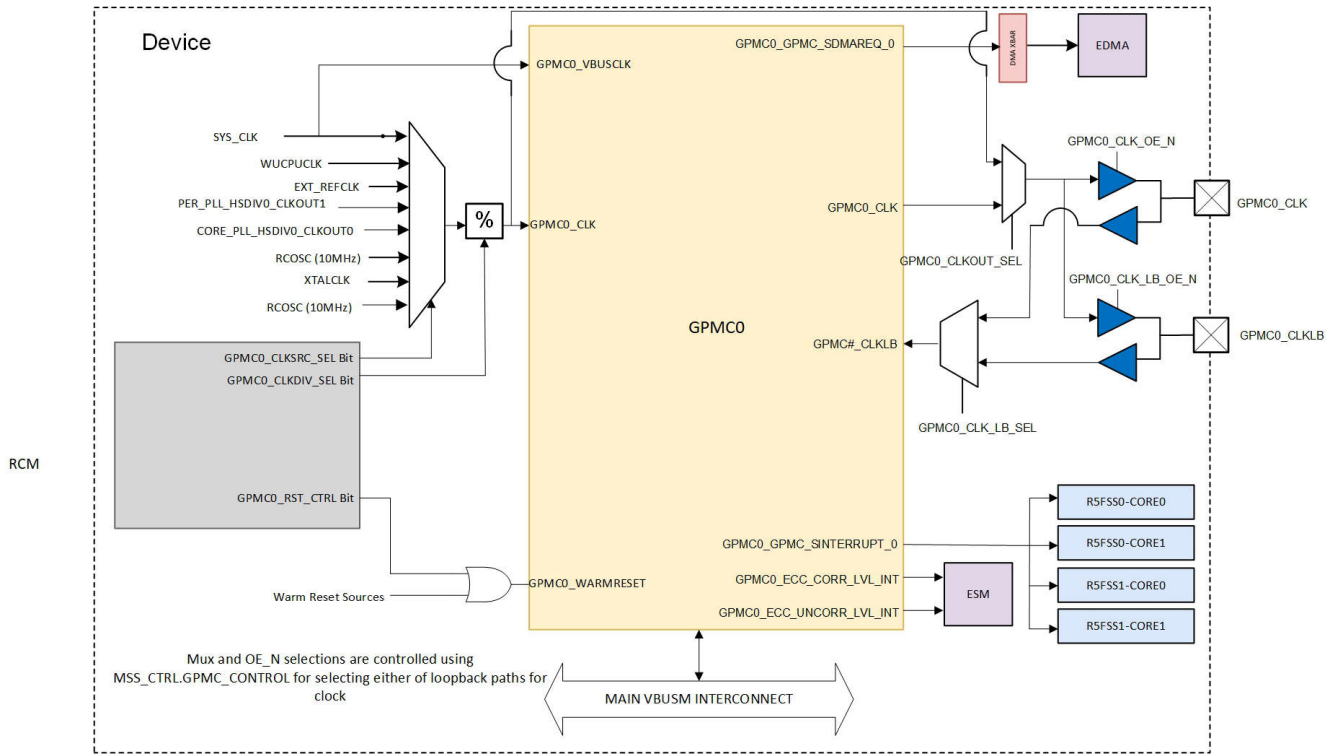 Device
GPMC0_GPMC_SDMAREQ_0
DMA XBAR
EDMA
GPMC0_VBUSCLK
SYS_CLK
WUCPUCLK
EXT_REFCLK
PER_PLL_HSDIV0_CLKOUT1
CORE_PLL_HSDIV0_CLKOUT0
RCOSC (10MHz)
XTALCLK
RCOSC (10MHz)
%
GPMC0_CLK
GPMC0_CLK
GPMC0_CLK_OE_N
GPMC0_CLK
GPMC0_CLKOUT_SEL
GPMC0_CLK_LB_OE_N
GPMC0
GPMC#_CLKLB
GPMC0_CLKLB
GPMC0_CLK_LB_SEL
GPMC0_CLKSRC_SEL Bit
GPMC0_CLKDIV_SEL Bit
RCM
GPMC0_RST_CTRL Bit
Warm Reset Sources
GPMC0_WARMRESET
GPMC0_GPMC_SINTERRUPT_0
GPMC0_ECC_CORR_LVL_INT
GPMC0_ECC_UNCORR_LVL_INT
ESM
R5FSS0-CORE0
R5FSS0-CORE1
R5FSS1-CORE0
R5FSS1-CORE1
Mux and OE_N selections are controlled using
MSS_CTRL.GPMC_CONTROL for selecting either of loopback paths for
clock
MAIN VBUSM INTERCONNECT